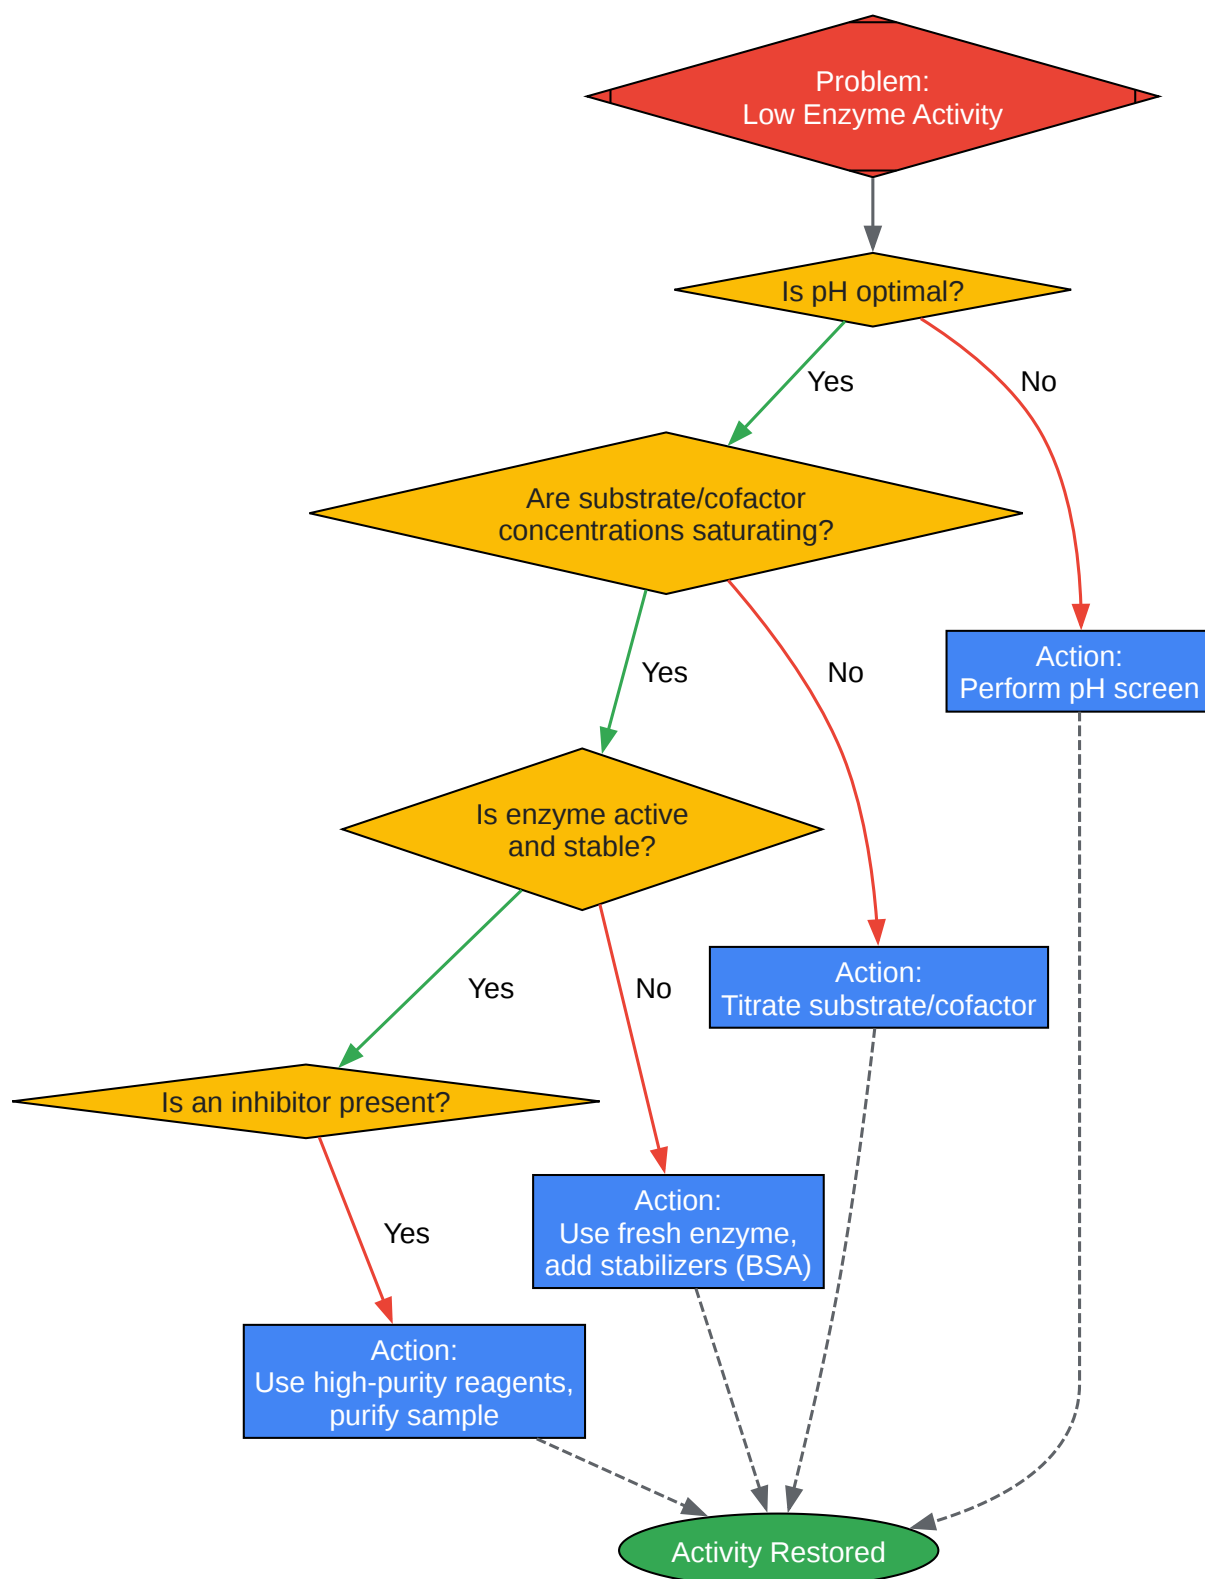 Problem:
Low Enzyme Activity
Is pH optimal?
Yes
No
Are substrate/cofactor
concentrations saturating?
Yes
No
Action:
Perform pH screen
Is enzyme active
and stable?
Yes
No
Action:
Titrate substrate/cofactor
Is an inhibitor present?
Yes
Action:
Use fresh enzyme,
add stabilizers (BSA)
Action:
Use high-purity reagents,
purify sample
Activity Restored